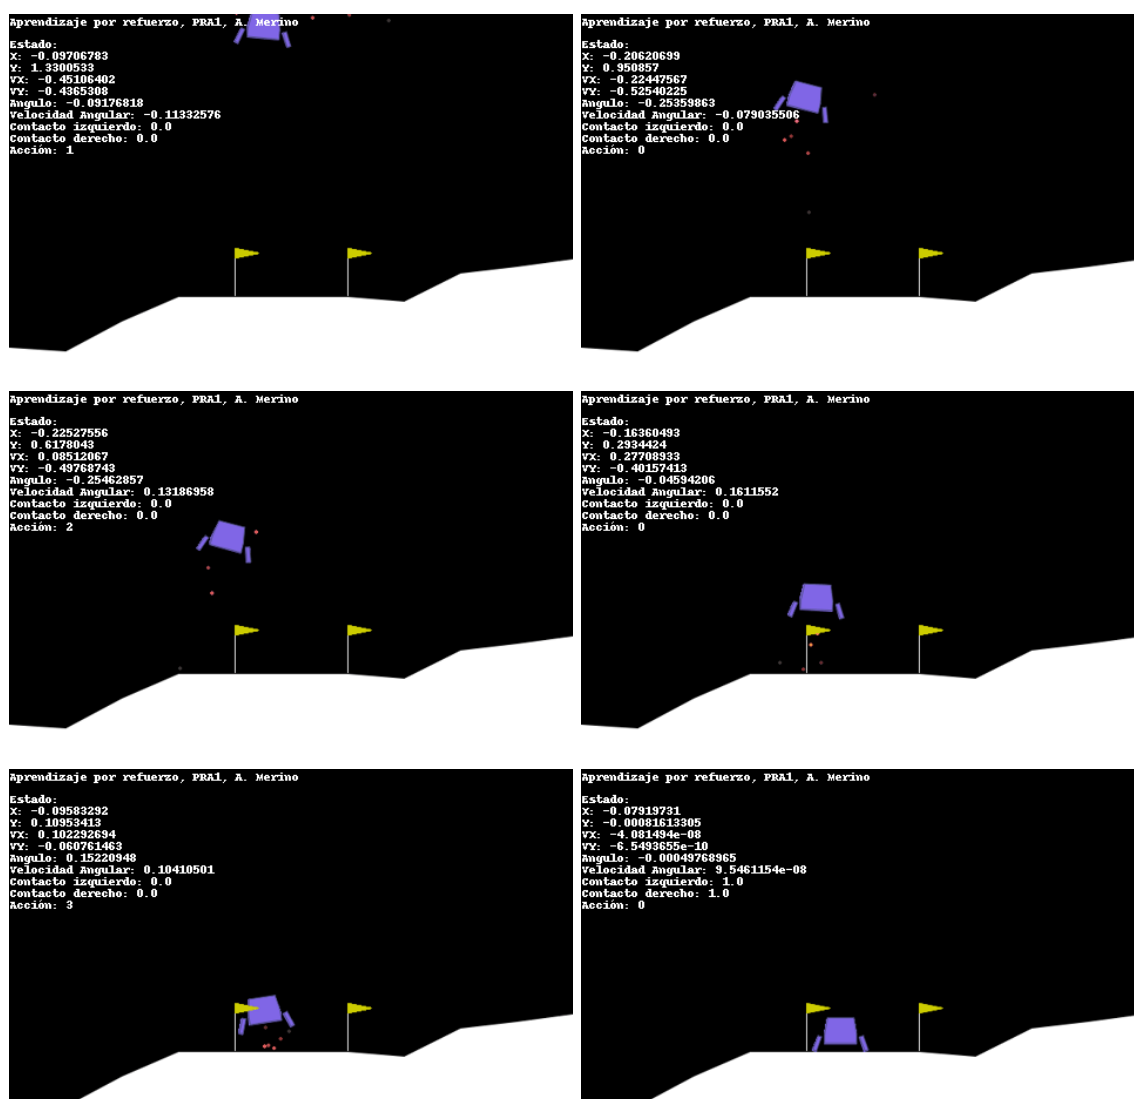 Aprendizaje por refuerzo, PRA1, A. Merino
Estado:
X: -0.09706783
Y: 1.3300533
VX: -0.45106402
VY: -0.4365308
Angulo: -0.09176818
Velocidad Angular: -0.11332576
Contacto izquierdo: 0.0
Contacto derecho: 0.0
Acción: 1
Aprendizaje por refuerzo, PRA1, A. Merino
Estado:
X: -0.20620699
Y: 0.950857
VX: -0.22447567
VY: -0.52540225
Angulo: -0.25359863
Velocidad Angular: -0.079035506
Contacto izquierdo: 0.0
Contacto derecho: 0.0
Acción: 0
Aprendizaje por refuerzo, PRA1, A. Merino
Estado:
X: -0.22527556
Y: 0.6178043
VX: 0.08512067
VY: -0.49768743
Angulo: -0.25462857
Velocidad Angular: 0.13186958
Contacto izquierdo: 0.0
Contacto derecho: 0.0
Acción: 2
Aprendizaje por refuerzo, PRA1, A. Merino
Estado:
X: -0.16360493
Y: 0.2934424
VX: 0.27708933
VY: -0.40157413
Angulo: -0.04594206
Velocidad Angular: 0.1611552
Contacto izquierdo: 0.0
Contacto derecho: 0.0
Acción: 0
Aprendizaje por refuerzo, PRA1, A. Merino
Estado:
X: -0.09583292
Y: 0.10953413
VX: 0.102292694
VY: -0.060761463
Angulo: 0.15220948
Velocidad Angular: 0.10410501
Contacto izquierdo: 0.0
Contacto derecho: 0.0
Acción: 3
Aprendizaje por refuerzo, PRA1, A. Merino
Estado:
X: -0.07919731
Y: -0.00081613305
VX: -4.081494e-08
VY: -6.5493655e-10
Angulo: -0.00049768965
Velocidad Angular: 9.5461154e-08
Contacto izquierdo: 1.0
Contacto derecho: 1.0
Acción: 0